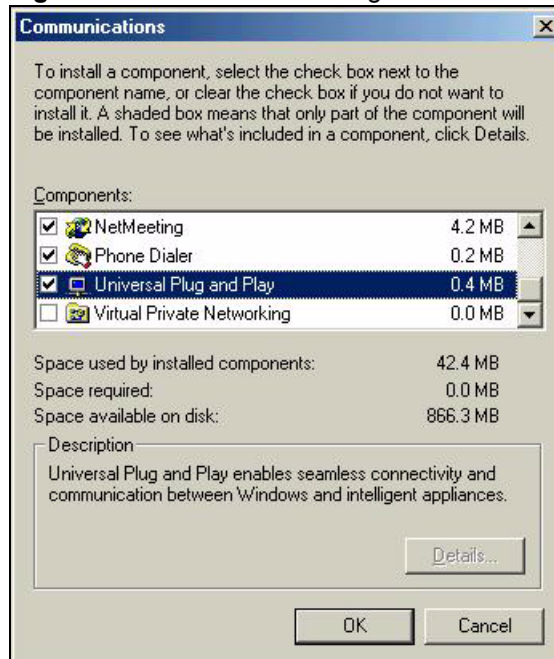 Communications
To install a component, select the check box next to the
component name, or clear the check box if you do not want to
install it. A shaded box means that only part of the component will
be installed. To see what's included in a component, click Details.
Components:
NetMeeting 4.2 MB
Phone Dialer 0.2 MB
Universal Plug and Play 0.4 MB
Virtual Private Networking 0.0 MB
Space used by installed components: 42.4 MB
Space required: 0.0 MB
Space available on disk: 866.3 MB
Description
Universal Plug and Play enables seamless connectivity and
communication between Windows and intelligent appliances.
Details...
OK Cancel